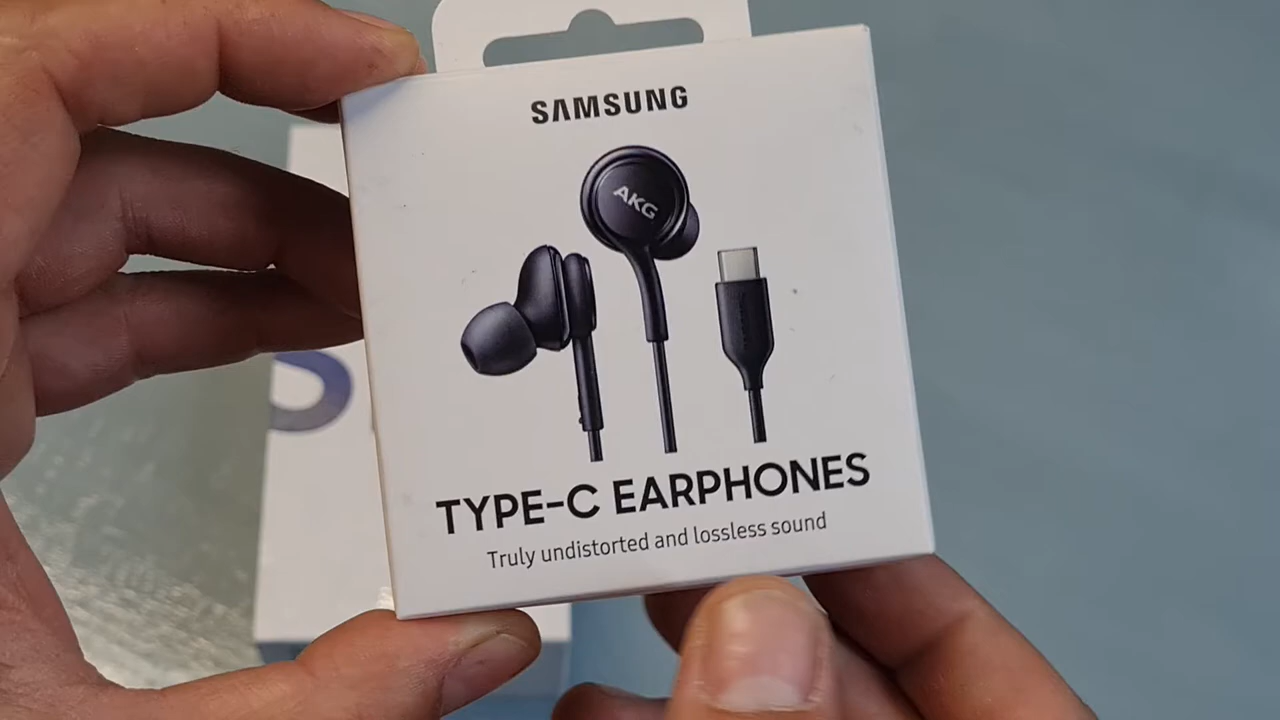 SAMSUNG
AKG
TYPE-C EARPHONES
Truly undistorted and lossless sound
S